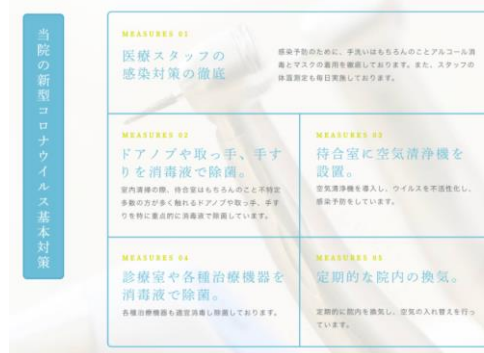 当院の新型コロナウイルス基本対策
MEASURES 01
医療スタッフの
感染対策の徹底
感染予防のために、手洗いはもちろんのことアルコール消
毒とマスクの着用を徹底しております。また、スタッフの
体温測定も毎日実施しております。
MEASURES 02
ドアノブや取っ手、手す
りを消毒液で除菌。
室内清掃の際、待合室はもちろんのこと不特定
多数の方が多く触れるドアノブや取っ手、手す
りを特に重点的に消毒液で除菌しています。
MEASURES 03
待合室に空気清浄機を
設置。
空気清浄機を導入し、ウイルスを不活性化し、
感染予防をしています。
MEASURES 04
診療室や各種治療機器を
消毒液で除菌。
各種治療機器も適宜消毒し除菌しております。
MEASURES 05
定期的な院内の換気。
定期的に院内を換気し、空気の入れ替えを行っ
ています。